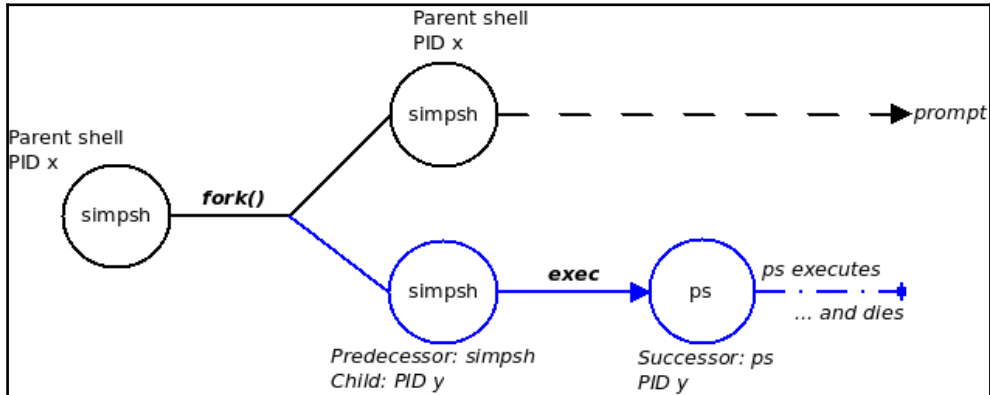 Parent shell
PID x
simpsh
prompt
Parent shell
PID x
simpsh
fork()
simpsh
exec
ps
ps executes
... and dies
Predecessor: simpsh
Child: PID y
Successor: ps
PID y